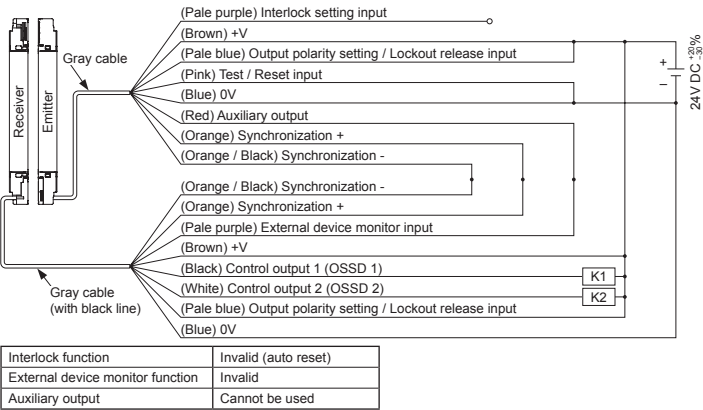 (Pale purple) Interlock setting input
(Brown) +V
(Pale blue) Output polarity setting / Lockout release input
(Pink) Test / Reset input
(Blue) 0V
(Red) Auxiliary output
(Orange) Synchronization +
(Orange / Black) Synchronization -
Gray cable
Receiver
Emitter
+
–
24V DC +20 -30 %
(Orange / Black) Synchronization -
(Orange) Synchronization +
(Pale purple) External device monitor input
(Brown) +V
(Black) Control output 1 (OSSD 1)
K1
(White) Control output 2 (OSSD 2)
K2
(Pale blue) Output polarity setting / Lockout release input
(Blue) 0V
Gray cable
(with black line)
Interlock function Invalid (auto reset)
External device monitor function Invalid
Auxiliary output Cannot be used